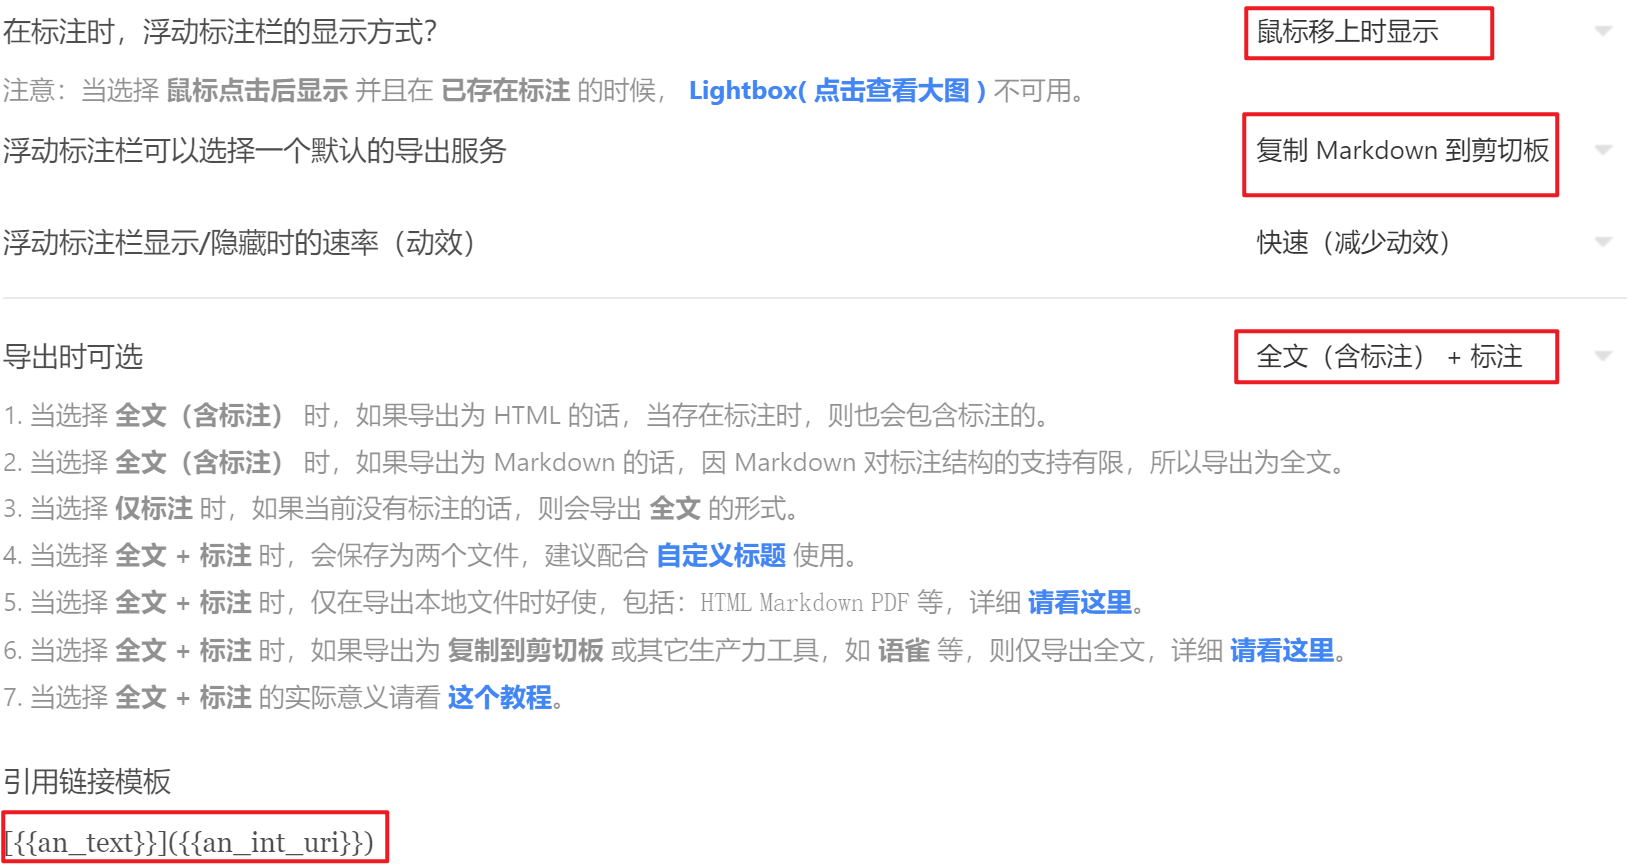 在标注时，浮动标注栏的显示方式？ 鼠标移上时显示
注意：当选择 鼠标点击后显示 并且在 已存在标注 的时候， Lightbox( 点击查看大图 ) 不可用。
浮动标注栏可以选择一个默认的导出服务 复制 Markdown 到剪切板
浮动标注栏显示/隐藏时的速率（动效） 快速（减少动效）
导出时可选 全文（含标注） + 标注
1. 当选择 全文（含标注） 时，如果导出为 HTML 的话，当存在标注时，则也会包含标注的。
2. 当选择 全文（含标注） 时，如果导出为 Markdown 的话，因 Markdown 对标注结构的支持有限，所以导出为全文。
3. 当选择 仅标注 时，如果当前没有标注的话，则会导出 全文 的形式。
4. 当选择 全文 + 标注 时，会保存为两个文件，建议配合 自定义标题 使用。
5. 当选择 全文 + 标注 时，仅在导出本地文件时好使，包括：HTML Markdown PDF 等，详细 请看这里。
6. 当选择 全文 + 标注 时，如果导出为 复制到剪切板 或其它生产力工具，如 语雀 等，则仅导出全文，详细 请看这里。
7. 当选择 全文 + 标注 的实际意义请看 这个教程。
引用链接模板
[{{an_text}}]({{an_int_uri}})